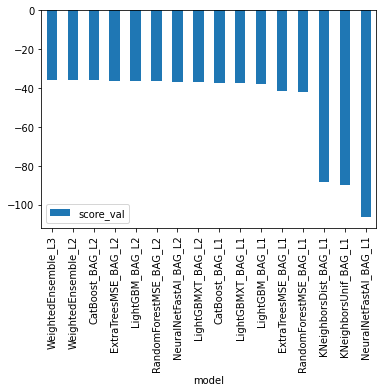 0
−20
−40
−60
−80
−100
score_val
WeightedEnsemble_L3
WeightedEnsemble_L2
CatBoost_BAG_L2
ExtraTreesMSE_BAG_L2
LightGBM_BAG_L2
RandomForestMSE_BAG_L2
NeuralNetFastAI_BAG_L2
LightGBMXT_BAG_L2
CatBoost_BAG_L1
LightGBMXT_BAG_L1
LightGBM_BAG_L1
ExtraTreesMSE_BAG_L1
RandomForestMSE_BAG_L1
KNeighborsDist_BAG_L1
KNeighborsUnif_BAG_L1
NeuralNetFastAI_BAG_L1
model